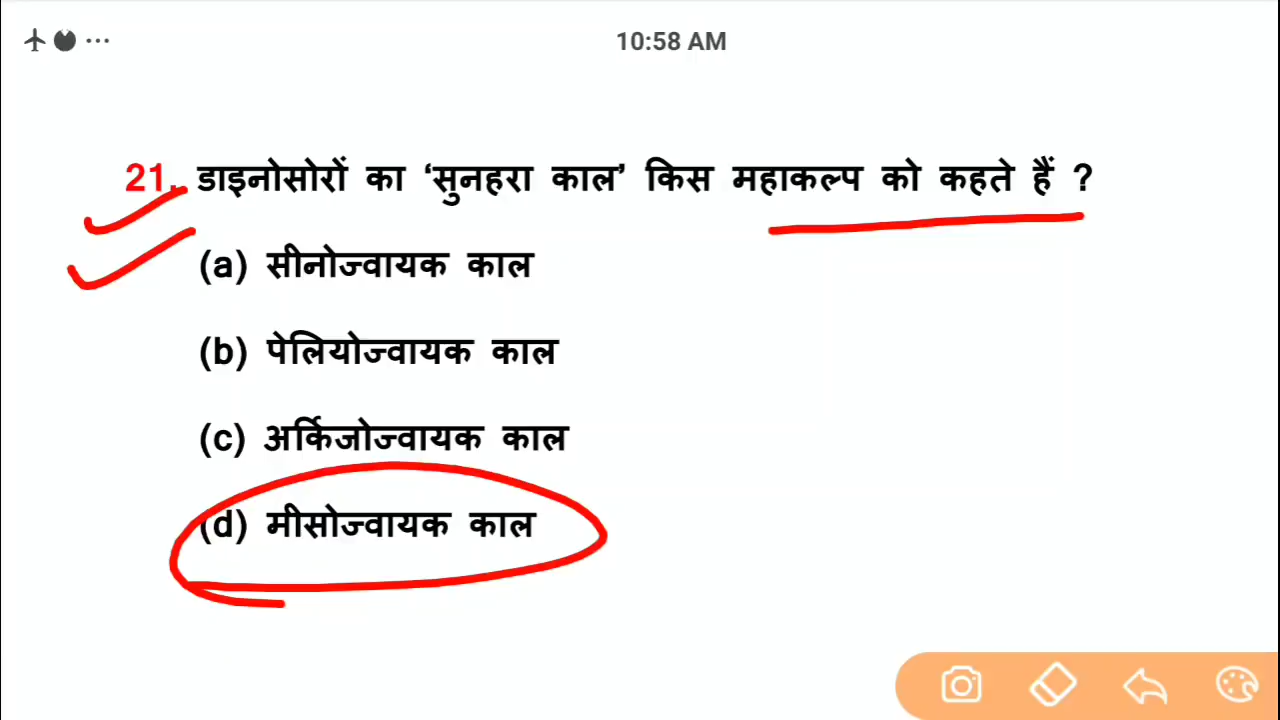 10:58 AM
21. डाइनोसोरों का ‘सुनहरा काल’ किस महाकल्प को कहते हैं ?
(a) सीनोज्वायक काल
(b) पेलियोज्वायक काल
(c) अर्किजोज्वायक काल
(d) मीसोज्वायक काल